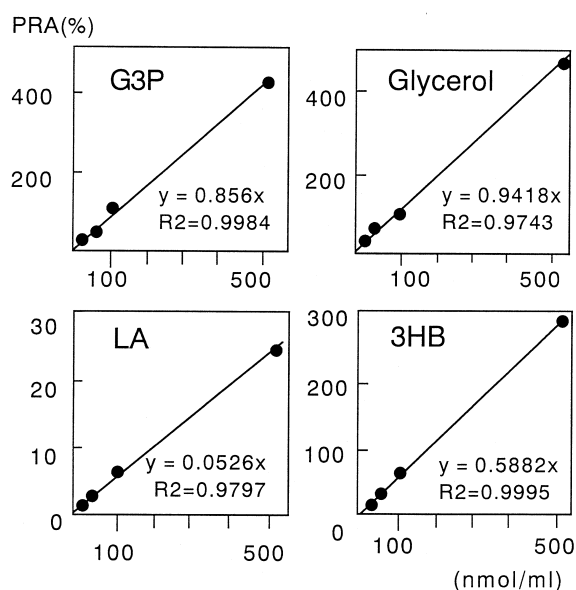 PRA(%)
G3P
400
200
y = 0.856x
R2=0.9984
100
500
Glycerol
400
200
y = 0.9418x
R2=0.9743
100
500
LA
30
20
10
0
y = 0.0526x
R2=0.9797
100
500
3HB
300
200
100
0
y = 0.5882x
R2=0.9995
100
500
(nmol/ml)